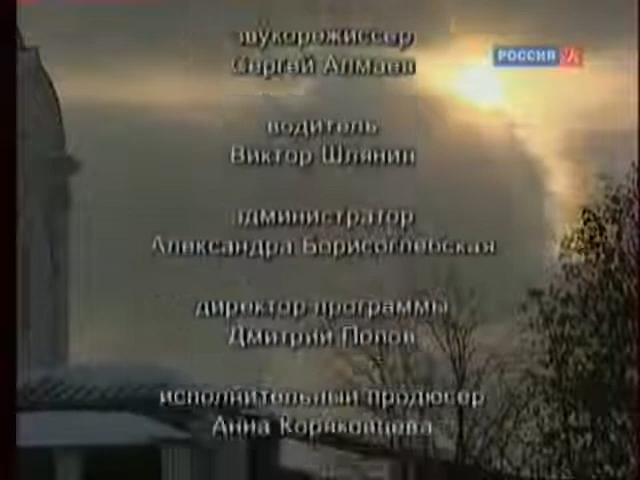 звукорежиссер
Сергей Алмаев
РОССИЯ К
водитель
Виктор Шлянин
администратор
Александра Борисоглебская
директор программы
Дмитрий Попов
исполнительный продюсер
Анна Коряковцева